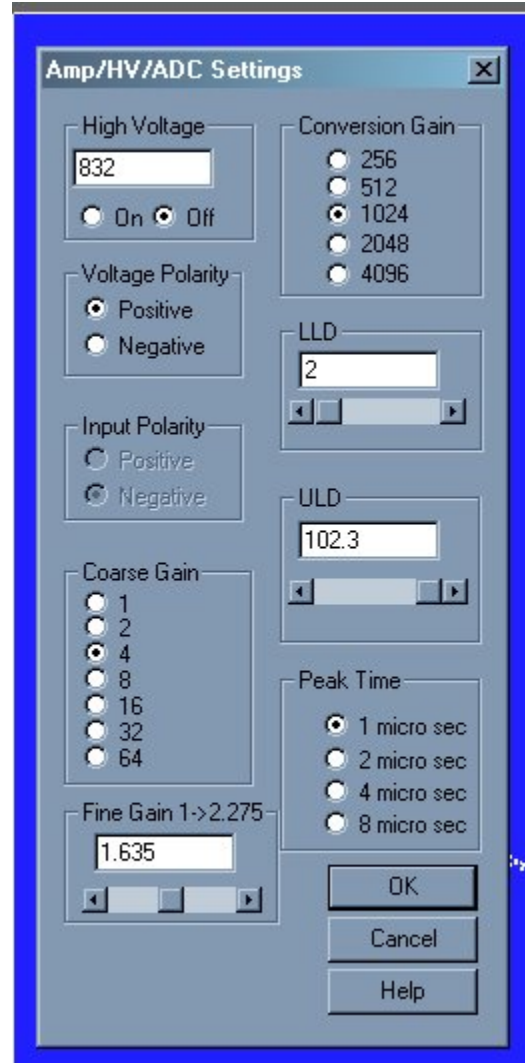 Amp/HV/ADC Settings
High Voltage
832
On Off
Voltage Polarity
Positive
Negative
Input Polarity
Positive
Negative
Coarse Gain
1
2
4
8
16
32
64
Fine Gain 1->2.275
1.635
Conversion Gain
256
512
1024
2048
4096
LLD
2
ULD
102.3
Peak Time
1 micro sec
2 micro sec
4 micro sec
8 micro sec
OK
Cancel
Help